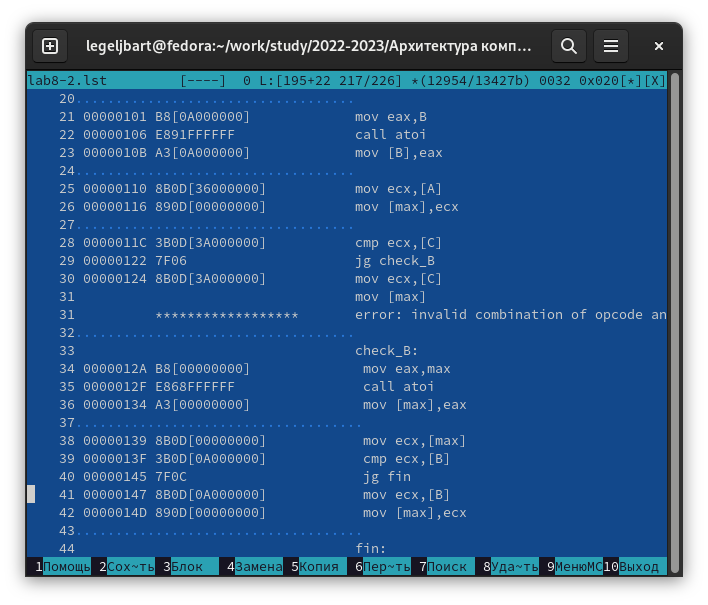 legeljbart@fedora:~/work/study/2022-2023/Архитектура комп...
lab8-2.lst [----] 0 L:[195+22 217/226] *(12954/13427b) 0032 0x020[*][X]
20
21 00000101 B8[0A000000] mov eax,B
22 00000106 E891FFFFFF call atoi
23 0000010B A3[0A000000] mov [B],eax
24
25 00000110 8B0D[36000000] mov ecx,[A]
26 00000116 890D[00000000] mov [max],ecx
27
28 0000011C 3B0D[3A000000] cmp ecx,[C]
29 00000122 7F06 jg check_B
30 00000124 8B0D[3A000000] mov ecx,[C]
31 mov [max]
31 ****************** error: invalid combination of opcode an
32
33 check_B:
34 0000012A B8[00000000] mov eax,max
35 0000012F E868FFFFFF call atoi
36 00000134 A3[00000000] mov [max],eax
37
38 00000139 8B0D[00000000] mov ecx,[max]
39 0000013F 3B0D[0A000000] cmp ecx,[B]
40 00000145 7F0C jg fin
41 00000147 8B0D[0A000000] mov ecx,[B]
42 0000014D 890D[00000000] mov [max],ecx
43
44 fin:
1Помощь 2Сох~ть 3Блок 4Замена 5Копия 6Пер~ть 7Поиск 8Уда~ть 9МенюMC 10Выход